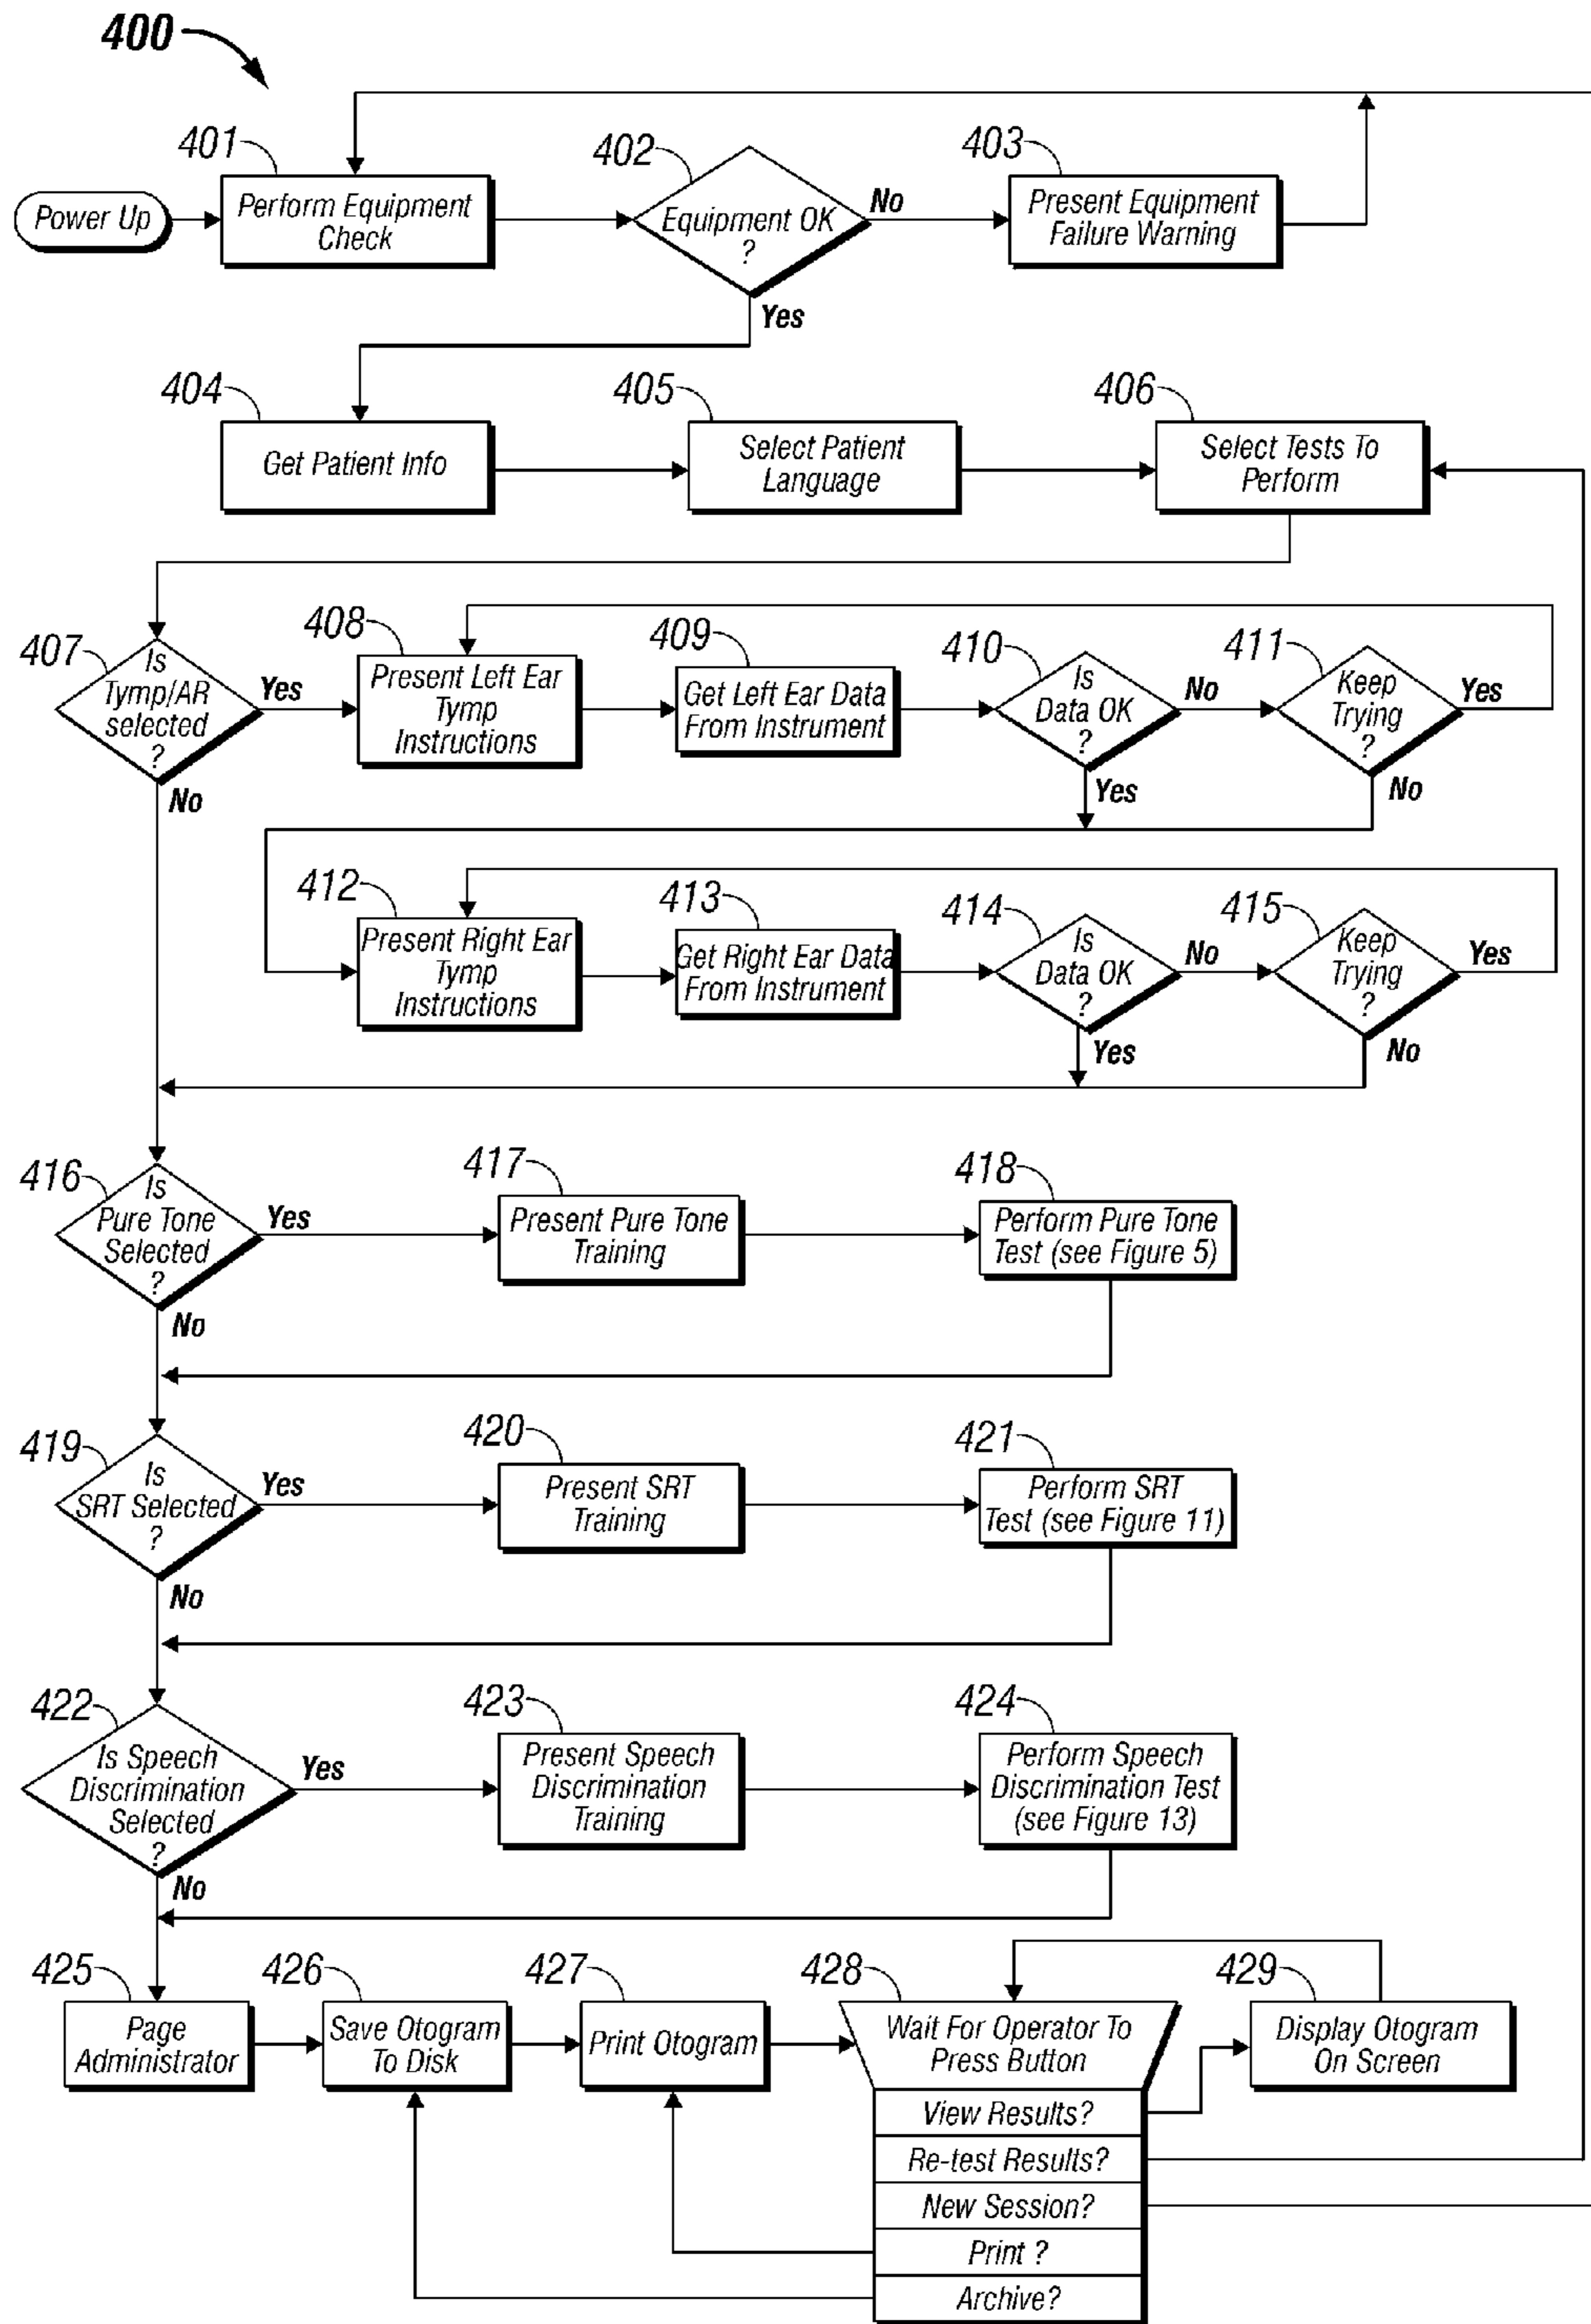 400
401
402
403
Power Up
Perform Equipment
Check
Equipment OK
?
No
Present Equipment
Failure Warning
Yes
404
405
406
Get Patient Info
Select Patient
Language
Select Tests To
Perform
407
408
409
410
411
Is
Tymp/AR
selected
?
Yes
No
Present Left Ear
Tymp
Instructions
Get Left Ear Data
From Instrument
Is
Data OK
?
No
Yes
Keep
Trying
?
Yes
No
412
413
414
415
Present Right Ear
Tymp
Instructions
Get Right Ear Data
From Instrument
Is
Data OK
?
No
Yes
Keep
Trying
?
Yes
No
416
417
418
Is
Pure Tone
Selected
?
Yes
No
Present Pure Tone
Training
Perform Pure Tone
Test (see Figure 5)
419
420
421
Is
SRT Selected
?
Yes
No
Present SRT
Training
Perform SRT
Test (see Figure 11)
422
423
424
Is Speech
Discrimination
Selected
?
Yes
No
Present Speech
Discrimination
Training
Perform Speech
Discrimination Test
(see Figure 13)
425
426
427
428
429
Page
Administrator
Save Otogram
To Disk
Print Otogram
Wait For Operator To
Press Button
Display Otogram
On Screen
View Results?
Re-test Results?
New Session?
Print ?
Archive?